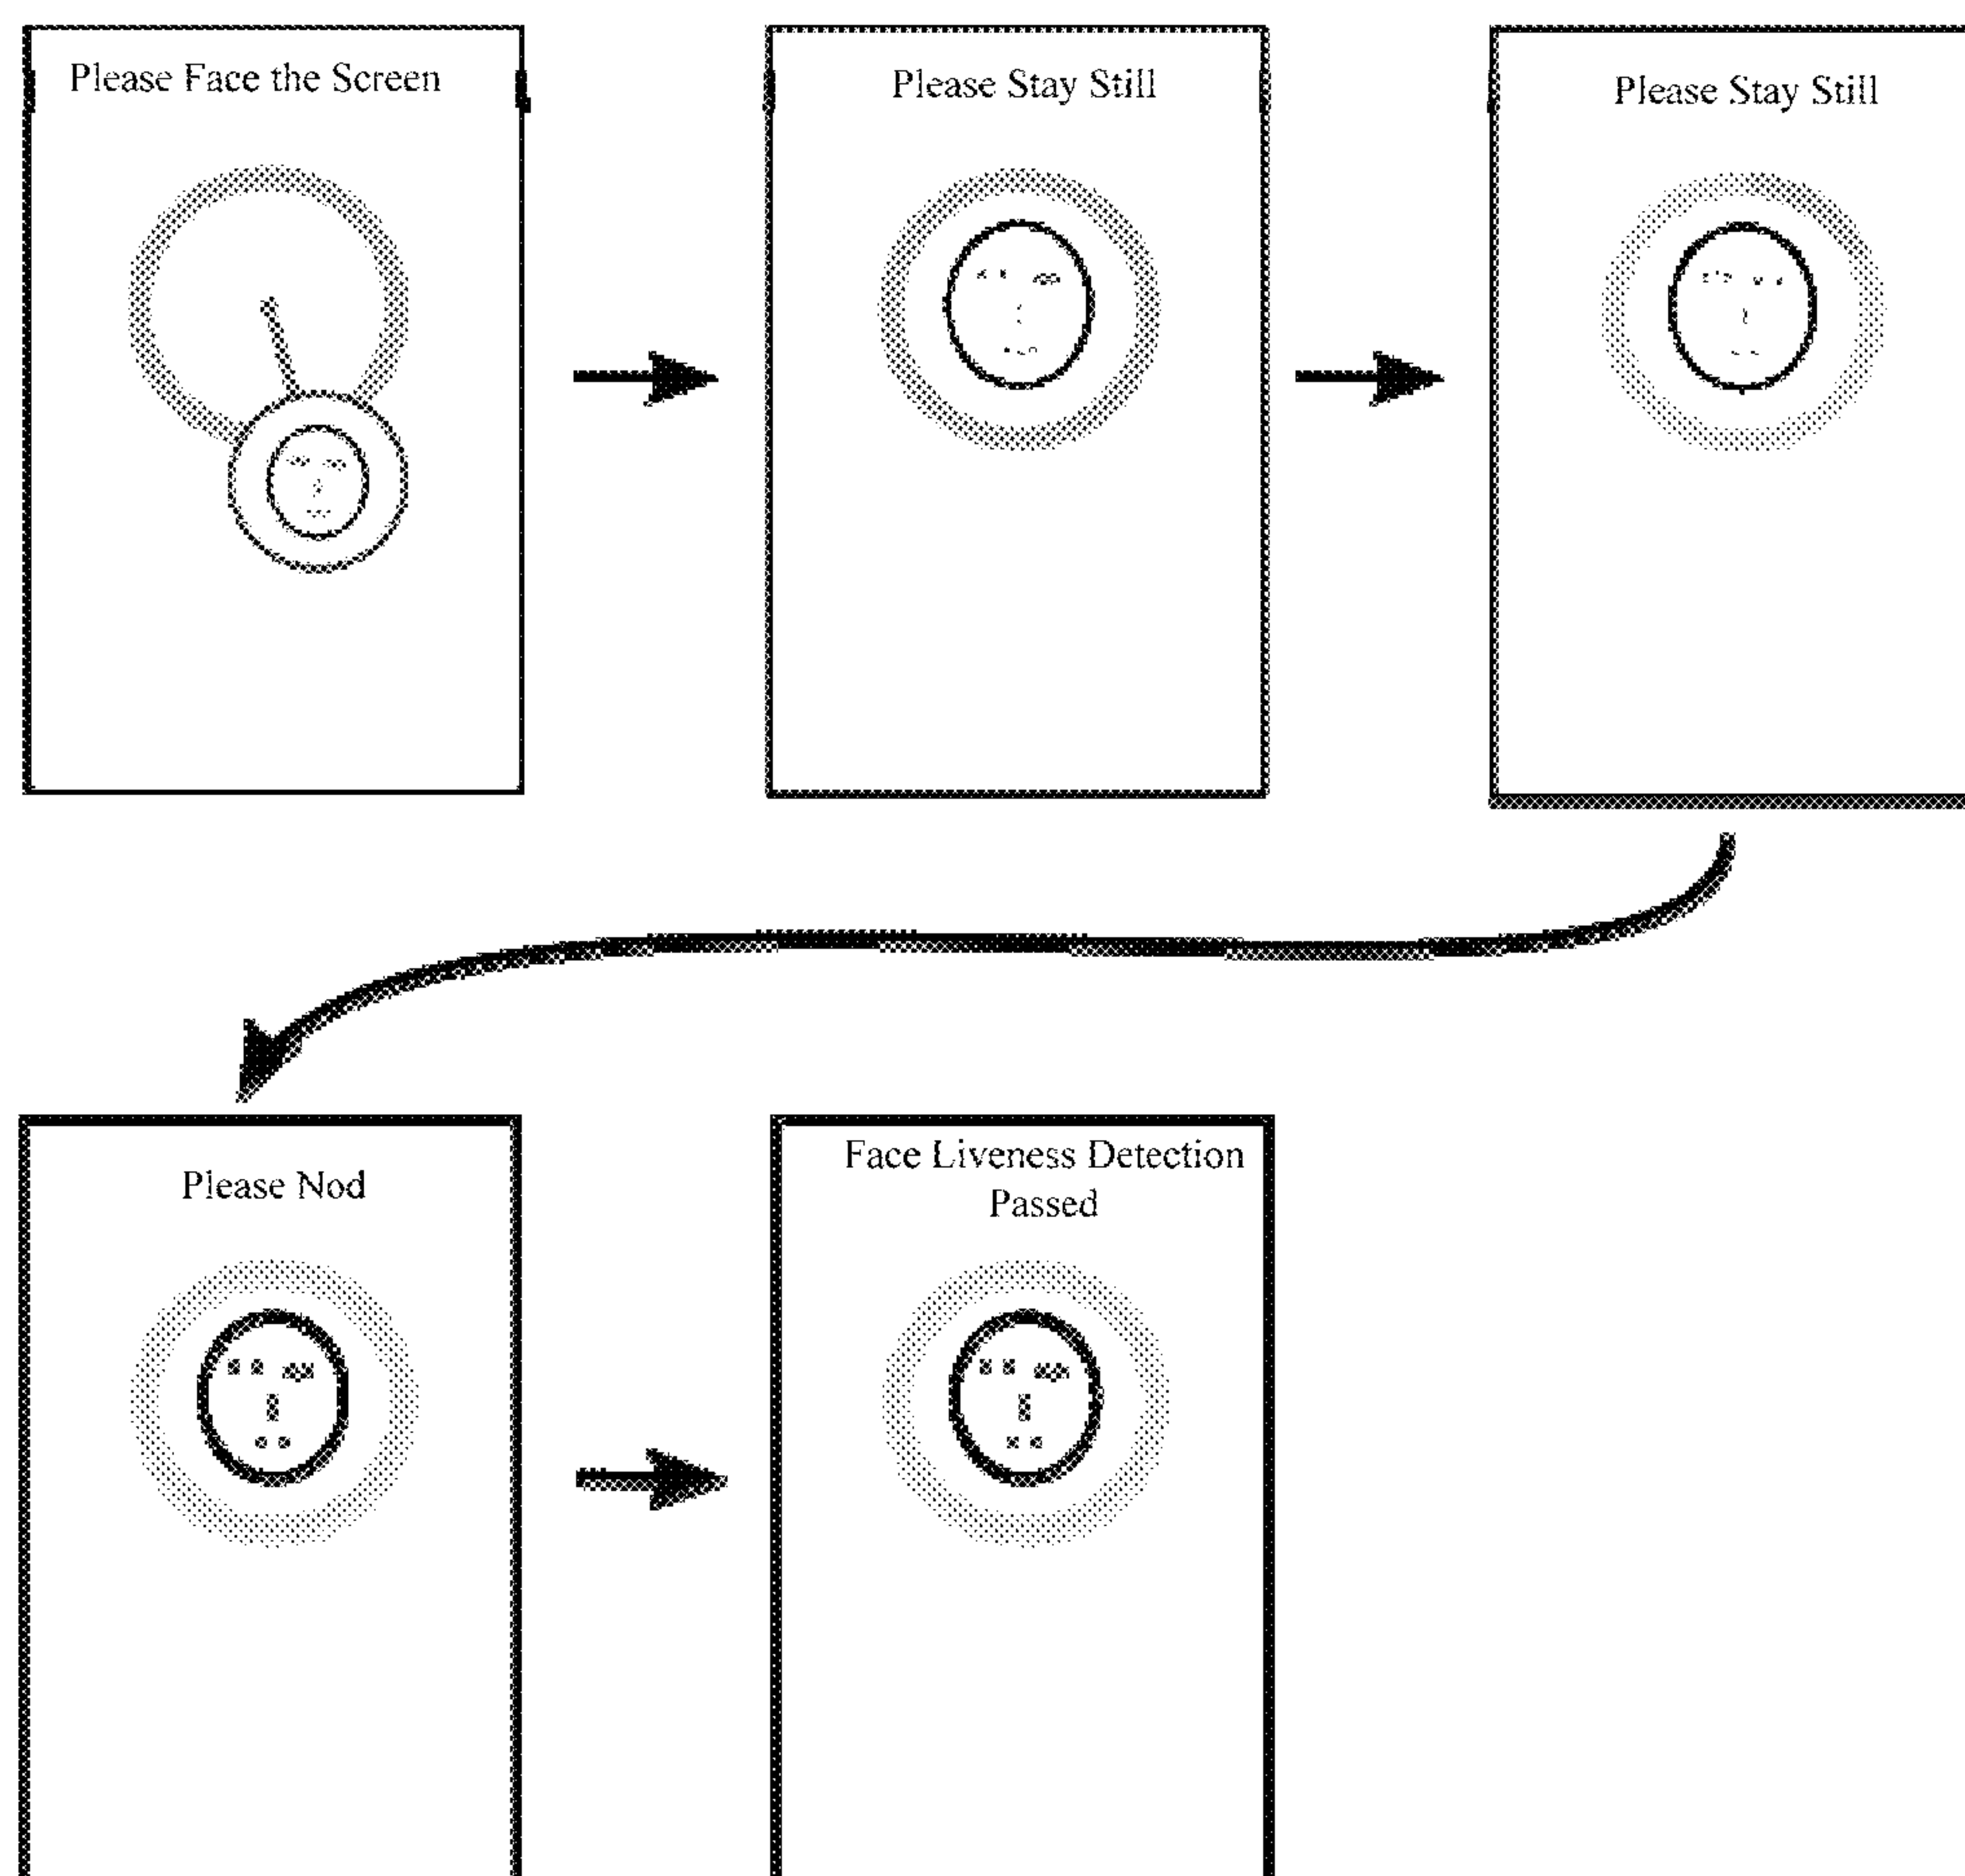 Please Face the Screen
Please Stay Still
Please Stay Still
Please Nod
Face Liveness Detection
Passed